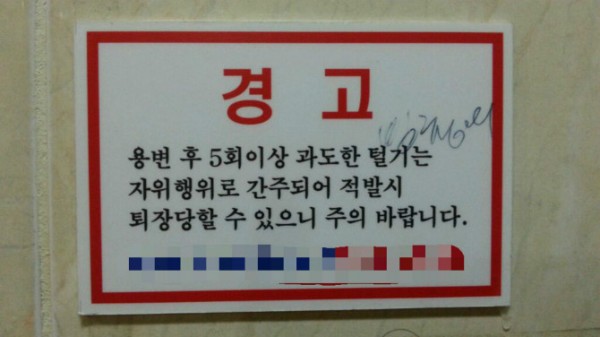 경 고
용변 후 5회이상 과도한 털기는
자위행위로 간주되어 적발시
퇴장당할 수 있으니 주의 바랍니다.